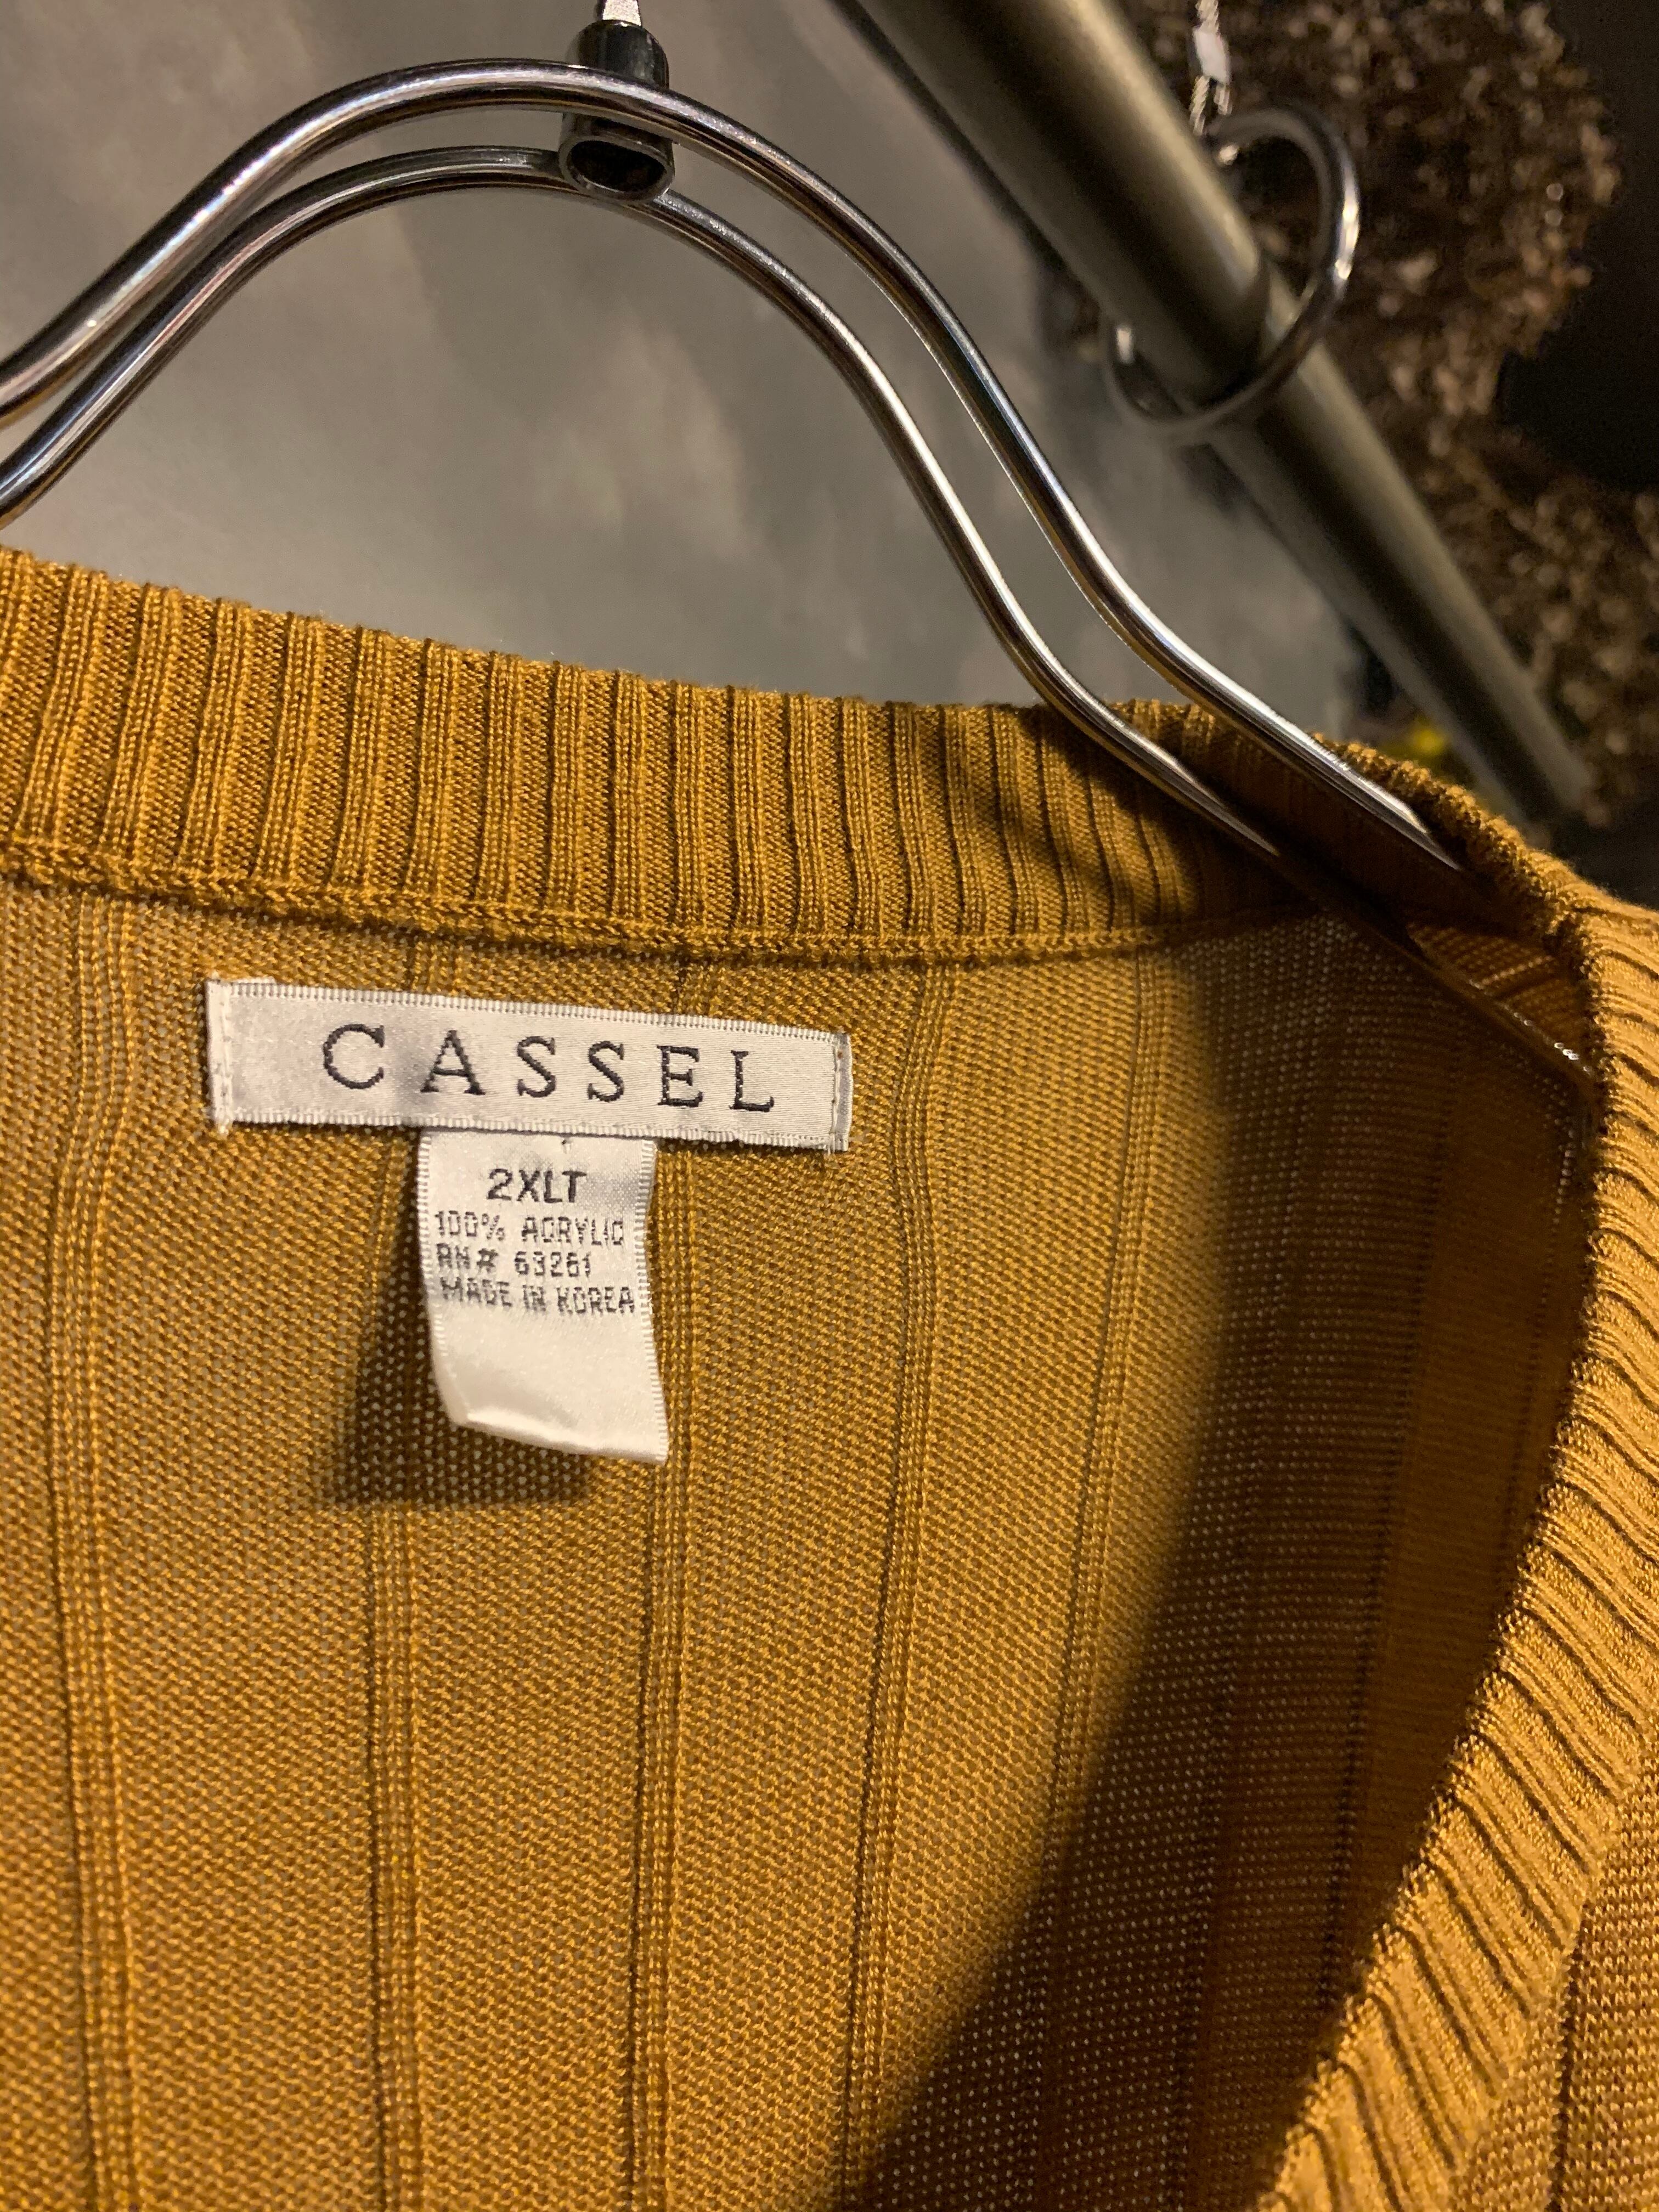 CASSEL
2XLT
100% ACRYLIC
RN# 63261
MADE IN KOREA